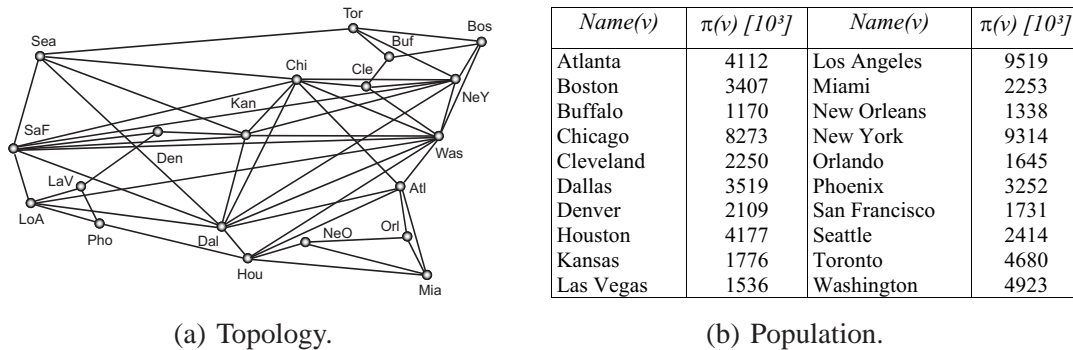 Tor
Bos
Sea
Buf
Chi
Cle
NeY
Kan
SaF
Den
Was
LaV
Atl
LoA
Pho
Dal
NeO
Orl
Hou
Mia
(a) Topology.
Name(v) π(v) [10³] Name(v) π(v) [10³]
Atlanta 4112 Los Angeles 9519
Boston 3407 Miami 2253
Buffalo 1170 New Orleans 1338
Chicago 8273 New York 9314
Cleveland 2250 Orlando 1645
Dallas 3519 Phoenix 3252
Denver 2109 San Francisco 1731
Houston 4177 Seattle 2414
Kansas 1776 Toronto 4680
Las Vegas 1536 Washington 4923
(b) Population.